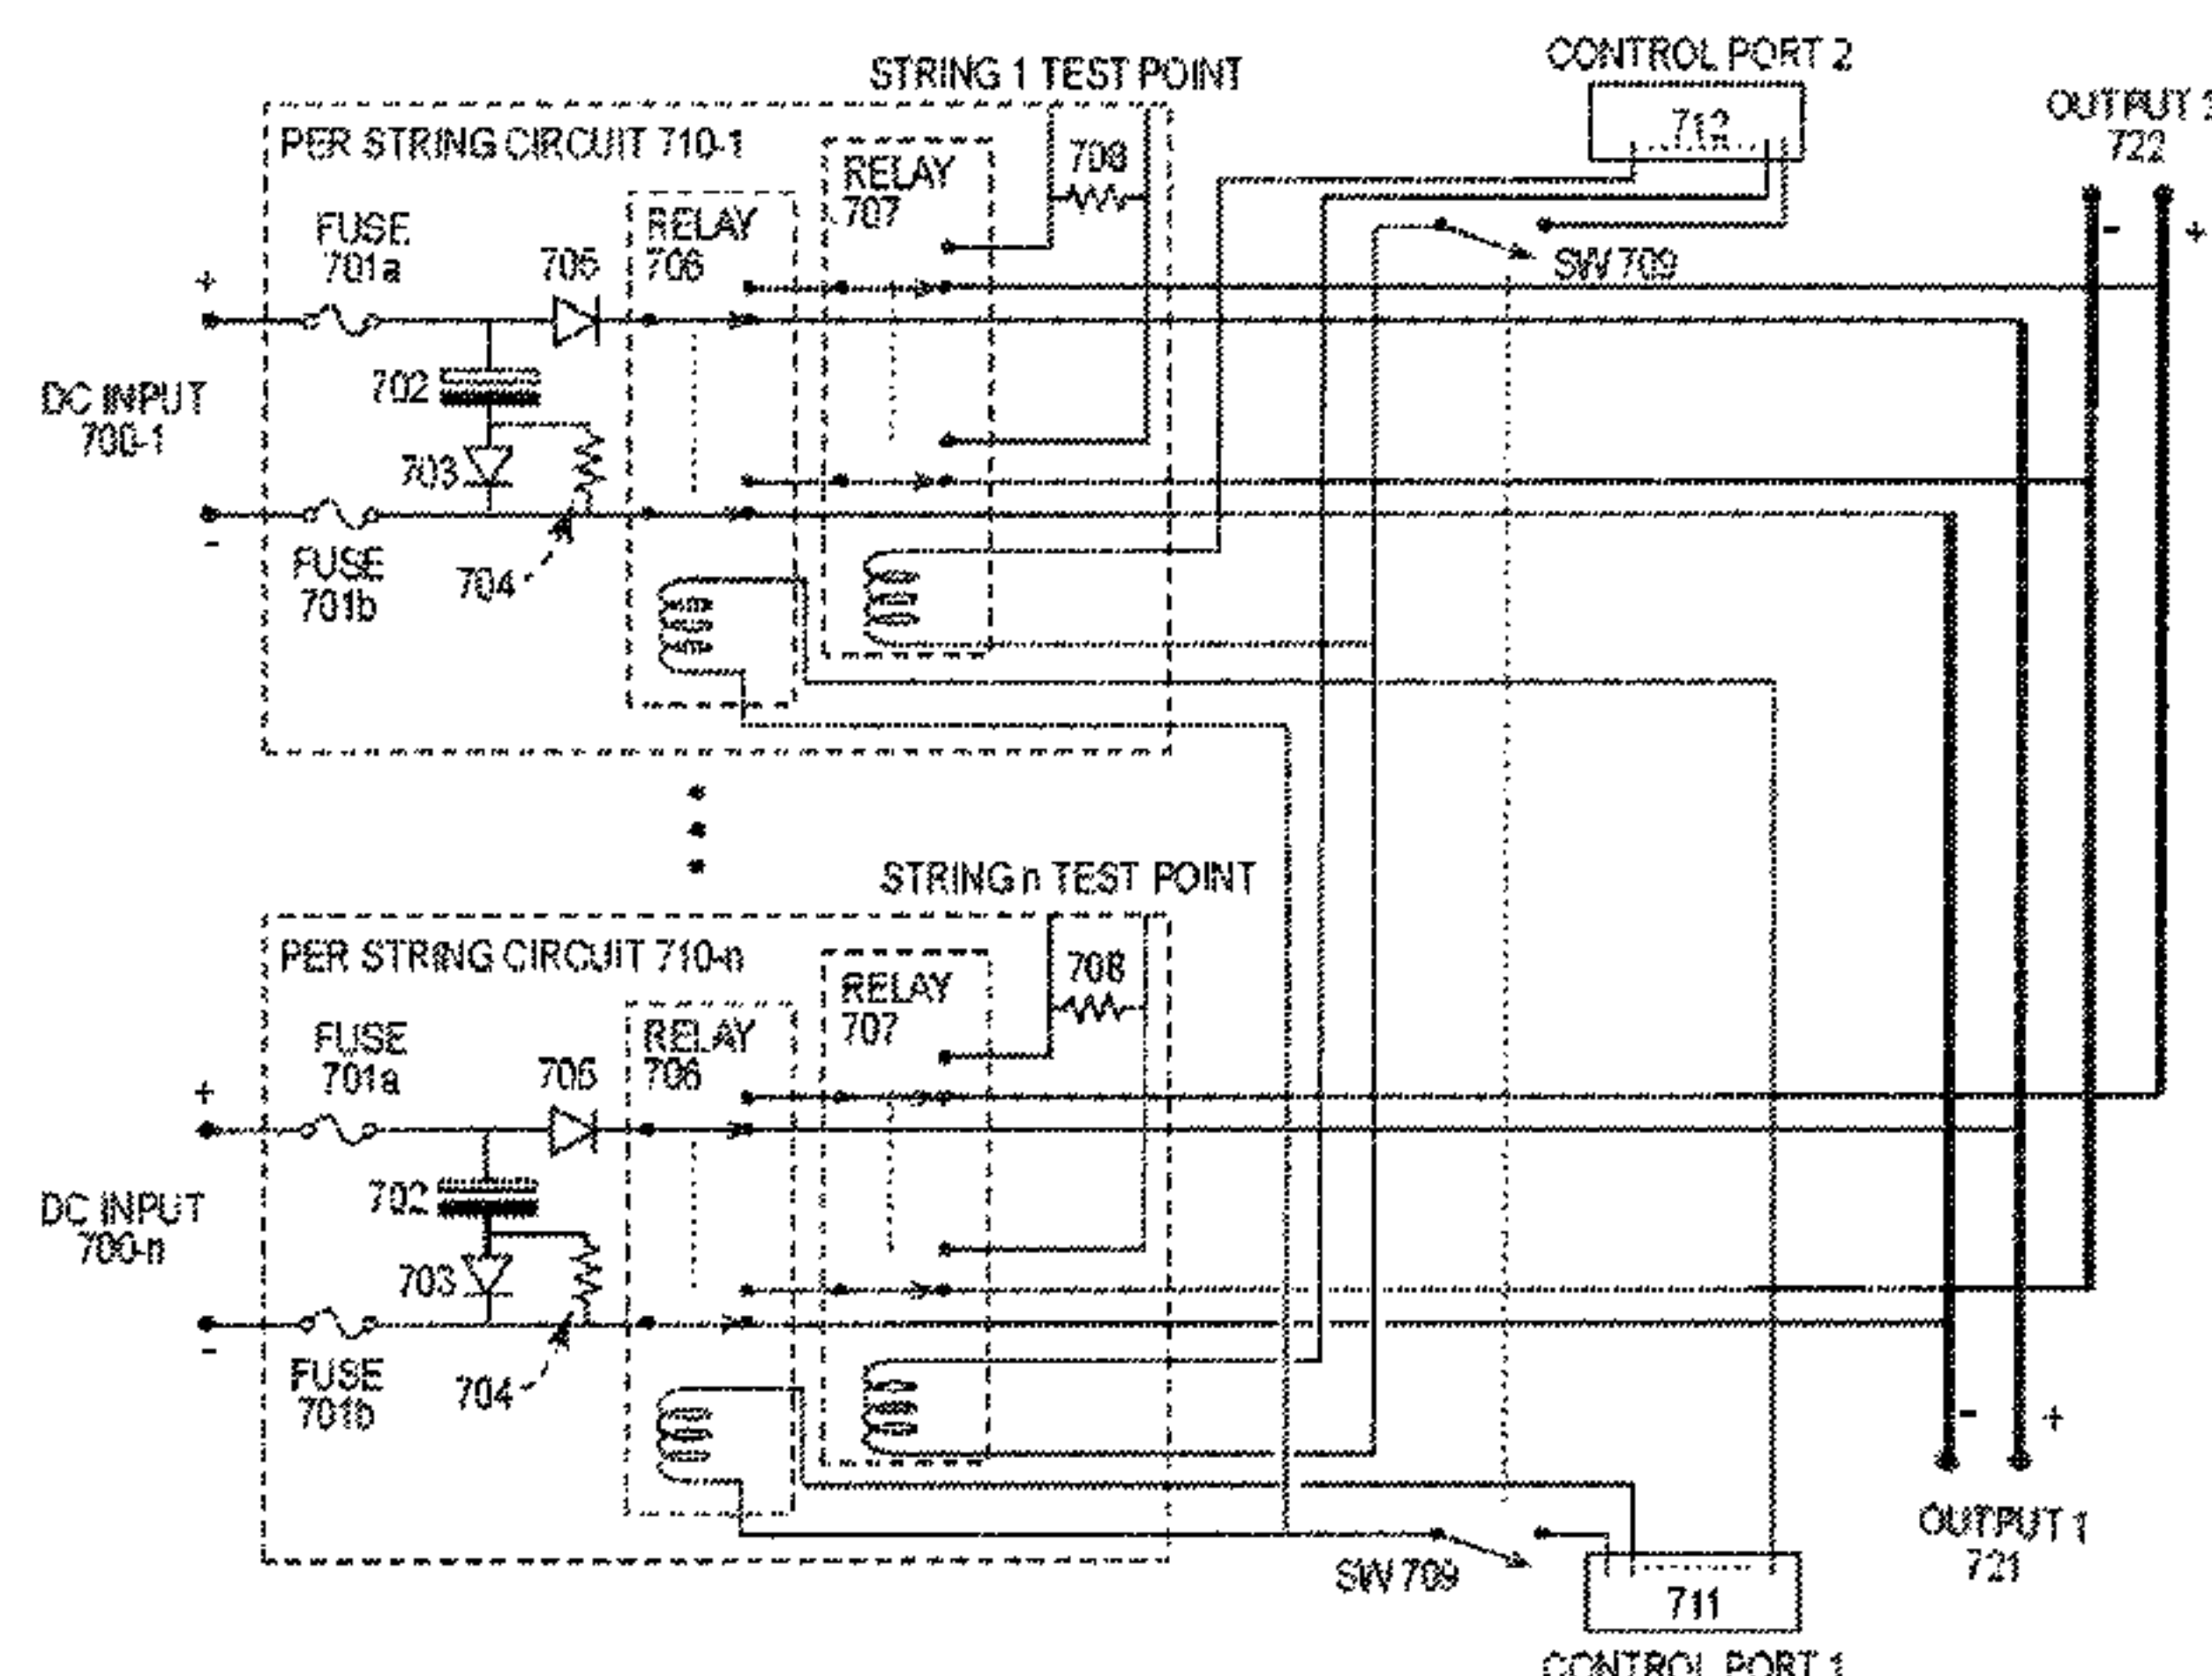 STRING 1 TEST POINT
CONTROL PORT 2
712
OUTPUT 2
722
- +
PER STRING CIRCUIT 710-1
RELAY
707
708
RELAY
706
FUSE
701a
705
SW 709
+
DC INPUT
700-1
702
703
-
FUSE
701b
704
STRING n TEST POINT
PER STRING CIRCUIT 710-n
RELAY
707
708
RELAY
706
FUSE
701a
705
+
DC INPUT
700-n
702
703
-
FUSE
701b
704
- +
OUTPUT 1
721
SW 709
711
CONTROL PORT 1